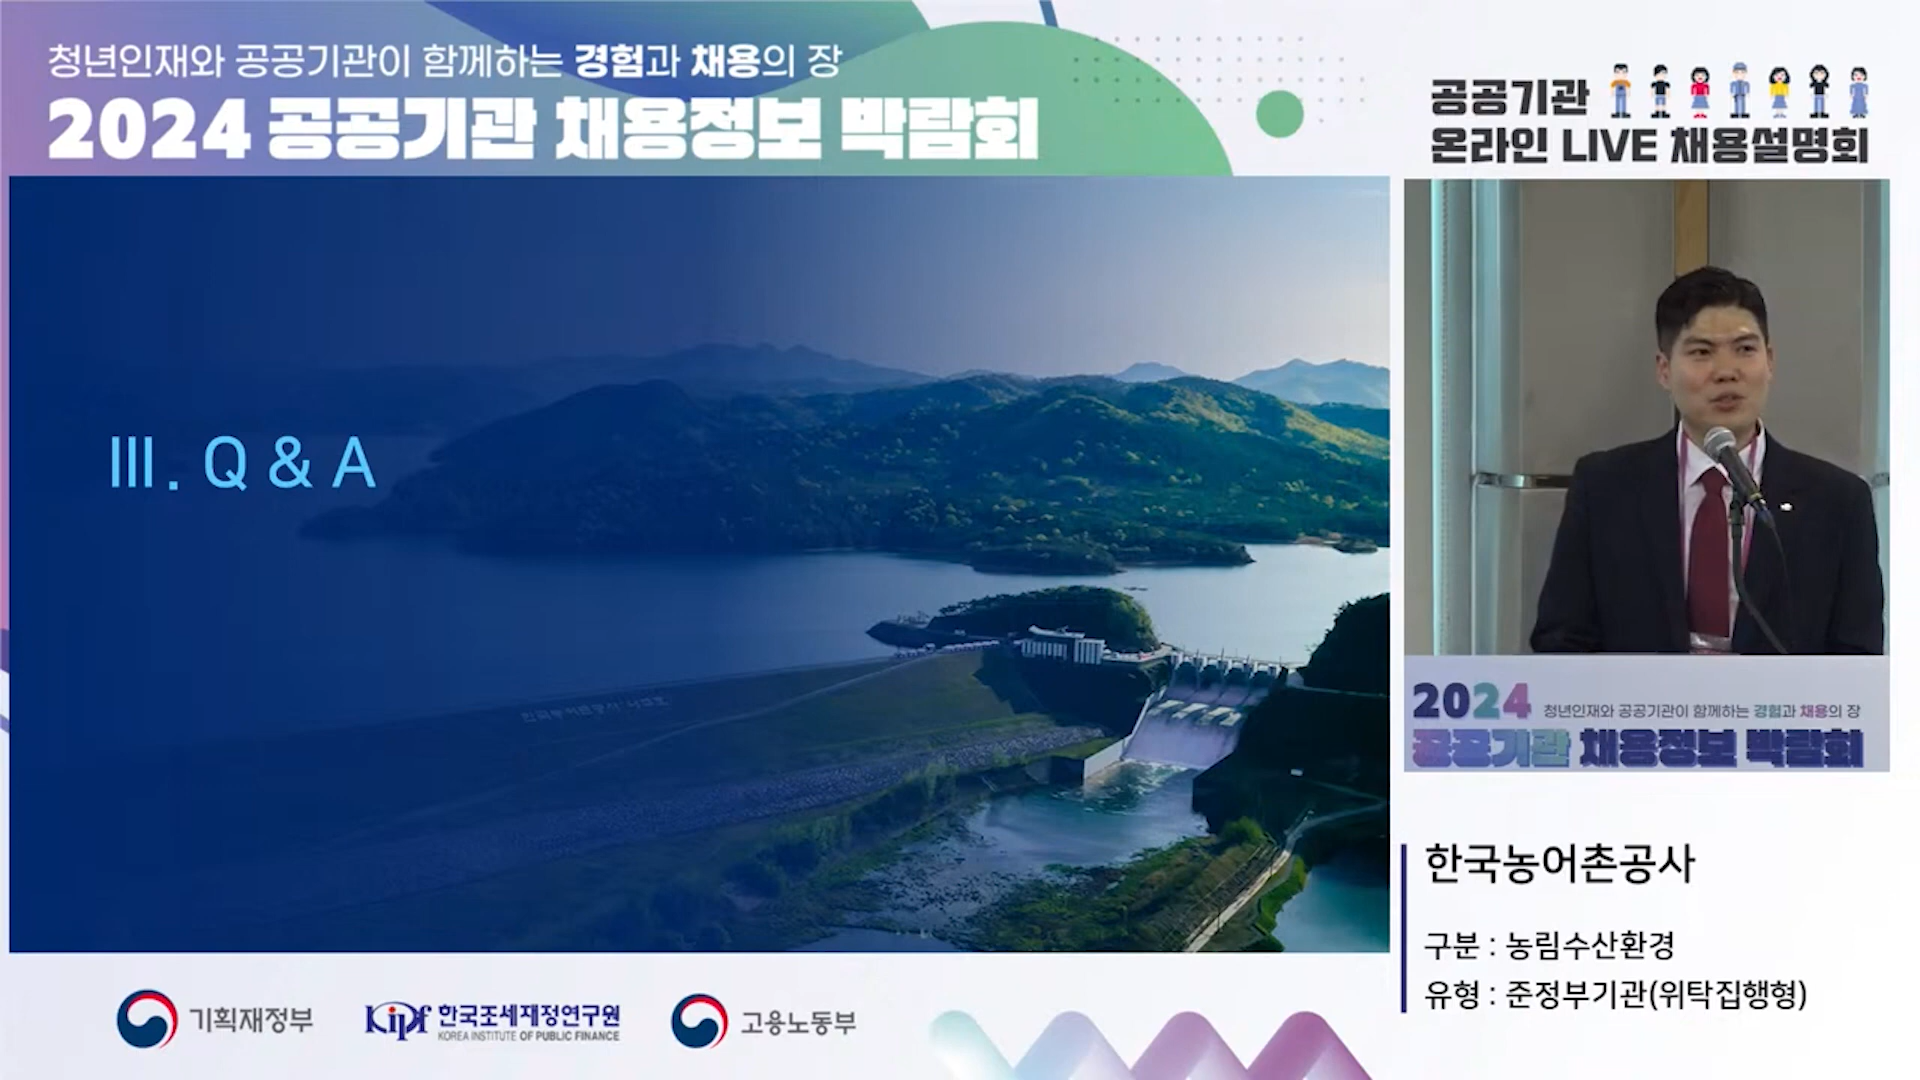 청년인재와 공공기관이 함께하는 경험과 채용의 장
2024 공공기관 채용정보 박람회
공공기관
온라인 LIVE 채용설명회
III. Q & A
2024 청년인재와 공공기관이 함께하는 경험과 채용의 장
공공기관 채용정보 박람회
한국농어촌공사
구분 : 농림수산환경
유형 : 준정부기관(위탁집행형)
기획재정부
Kipf 한국조세재정연구원
KOREA INSTITUTE OF PUBLIC FINANCE
고용노동부